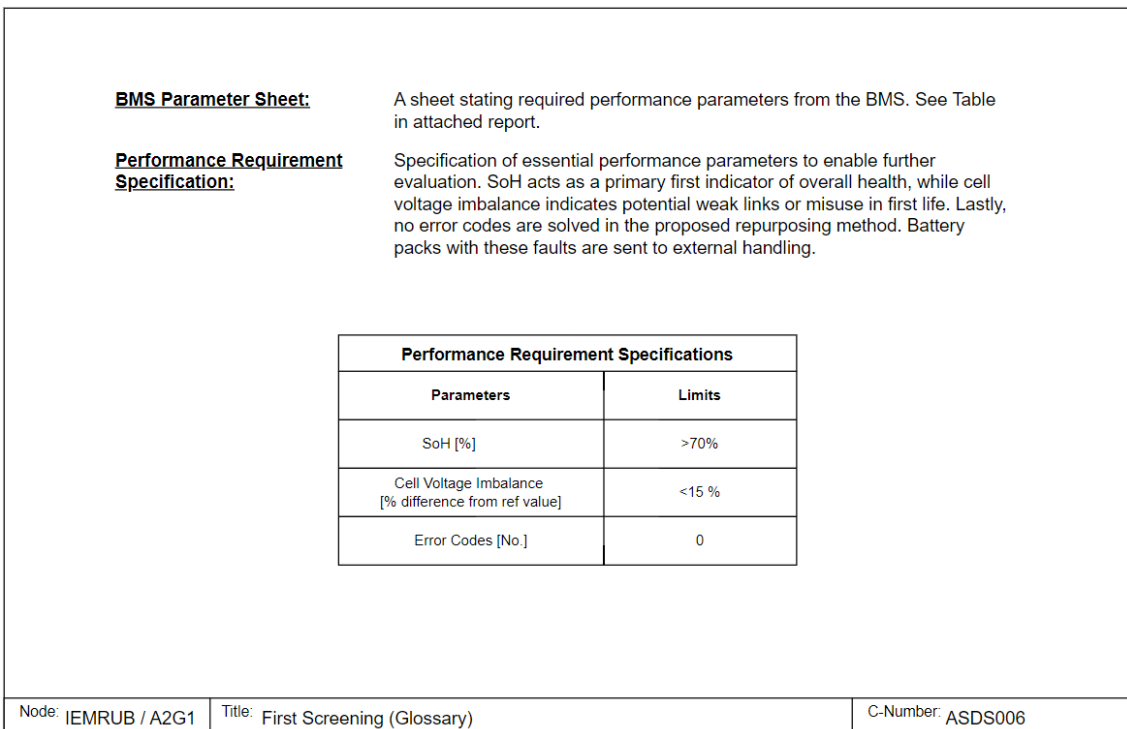 BMS Parameter Sheet:
A sheet stating required performance parameters from the BMS. See Table
in attached report.
Performance Requirement
Specification:
Specification of essential performance parameters to enable further
evaluation. SoH acts as a primary first indicator of overall health, while cell
voltage imbalance indicates potential weak links or misuse in first life. Lastly,
no error codes are solved in the proposed repurposing method. Battery
packs with these faults are sent to external handling.
Performance Requirement Specifications
Parameters
Limits
SoH [%]
>70%
Cell Voltage Imbalance
[% difference from ref value]
<15 %
Error Codes [No.]
0
Node: IEMRUB / A2G1
Title: First Screening (Glossary)
C-Number: ASDS006